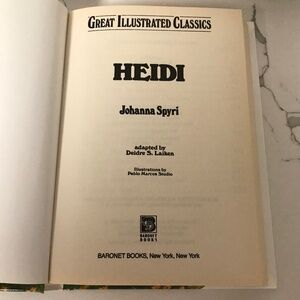 GREAT ILLUSTRATED CLASSICS
HEIDI
Johanna Spyri
adapted by
Deidre S. Laiken
Illustrations by
Pablo Marcos Studio
B
BARONET
BOOKS
BARONET BOOKS, New York, New York